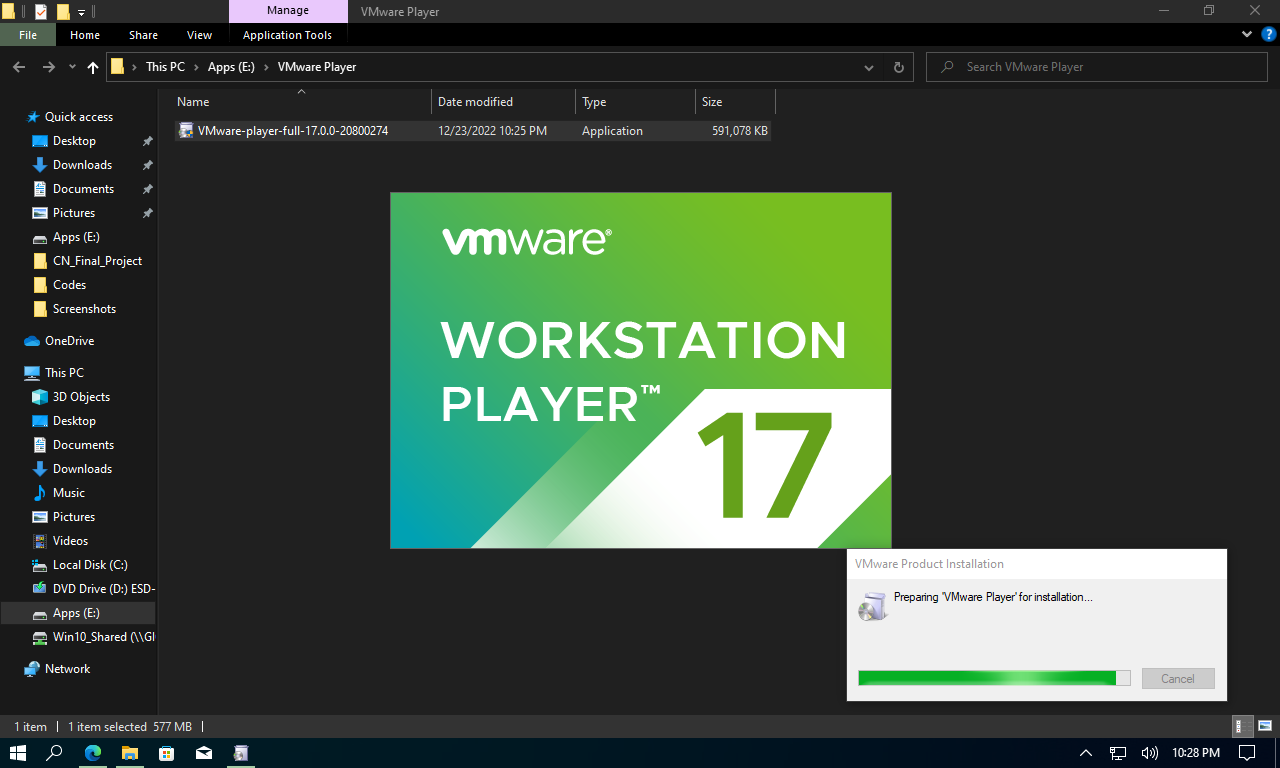 Manage
VMware Player
File
Home
Share
View
Application Tools
This PC
Apps (E:)
VMware Player
Search VMware Player
Name
Date modified
Type
Size
VMware-player-full-17.0.0-20800274
12/23/2022 10:25 PM
Application
591,078 KB
Quick access
Desktop
Downloads
Documents
Pictures
Apps (E:)
CN_Final_Project
Codes
Screenshots
OneDrive
This PC
3D Objects
Desktop
Documents
Downloads
Music
Pictures
Videos
Local Disk (C:)
DVD Drive (D:) ESD-
Apps (E:)
Win10_Shared (\\Gl
Network
vmware®
WORKSTATION
PLAYER™
17
VMware Product Installation
Preparing 'VMware Player' for installation...
Cancel
1 item
1 item selected 577 MB
10:28 PM